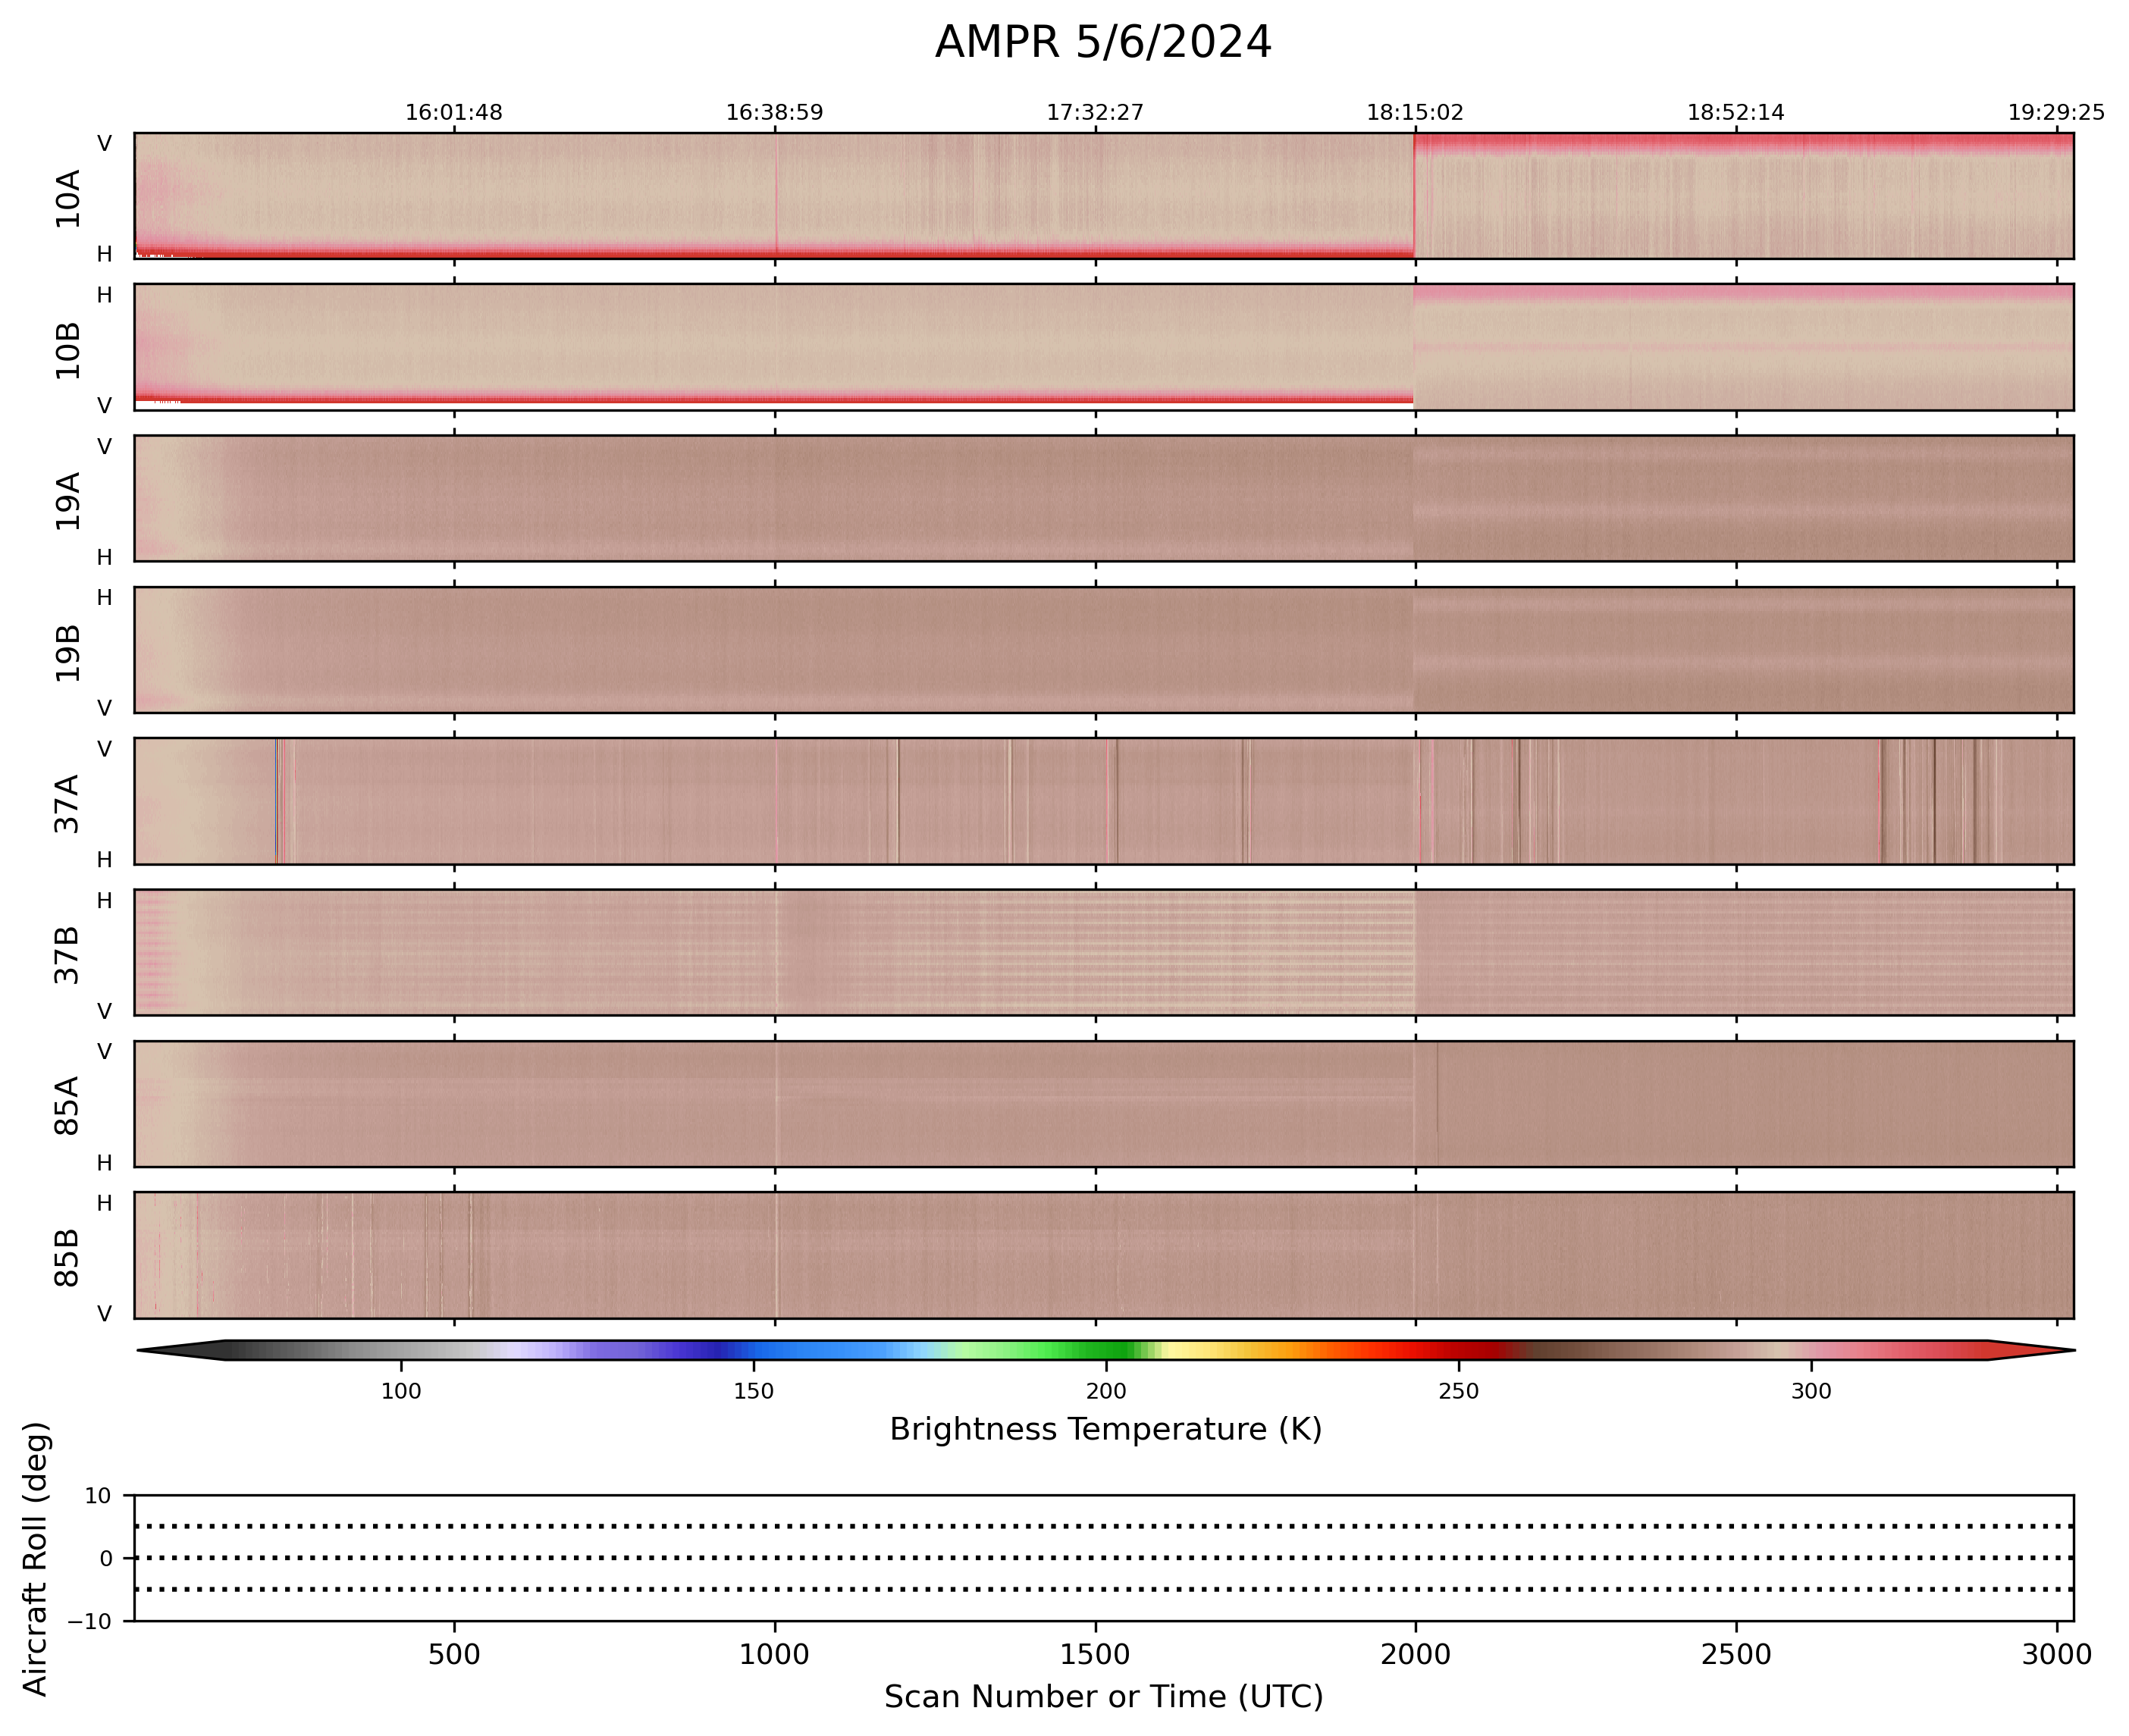 AMPR 5/6/2024
16:01:48 16:38:59 17:32:27 18:15:02 18:52:14 19:29:25
V
10A
H
H
10B
V
V
19A
H
H
19B
V
V
37A
H
H
37B
V
V
85A
H
H
85B
V
100 150 200 250 300
Brightness Temperature (K)
Aircraft Roll (deg)
10
0
−10
500 1000 1500 2000 2500 3000
Scan Number or Time (UTC)